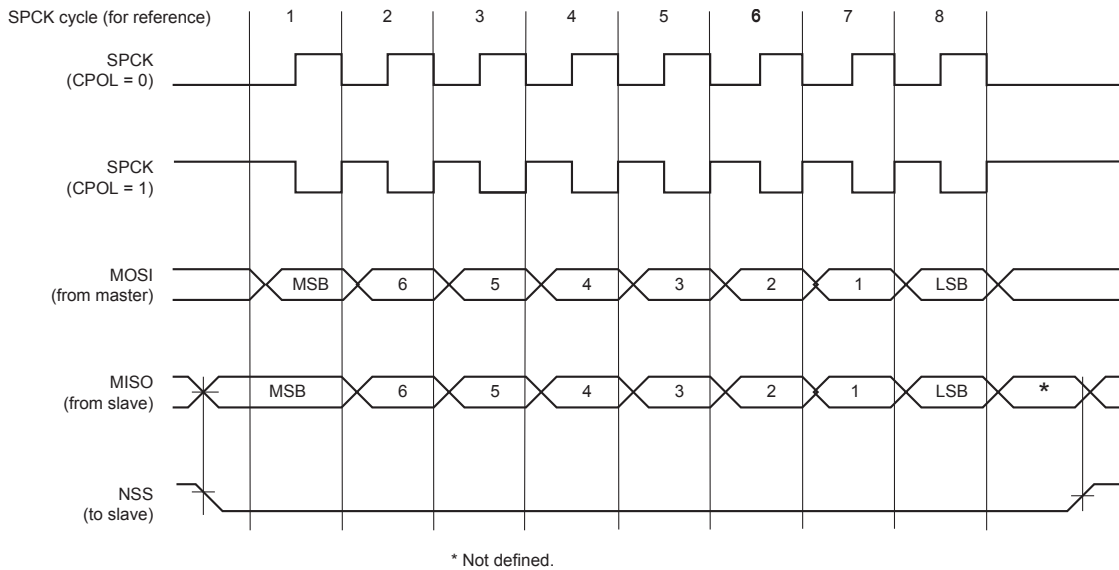 SPCK cycle (for reference) 1 2 3 4 5 6 7 8
SPCK
(CPOL = 0)
SPCK
(CPOL = 1)
MOSI
(from master)
MSB 6 5 4 3 2 1 LSB
MISO
(from slave)
MSB 6 5 4 3 2 1 LSB *
NSS
(to slave)
* Not defined.